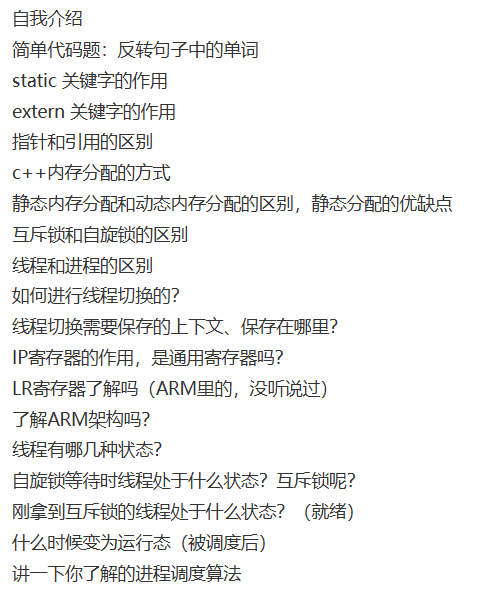 自我介绍
简单代码题：反转句子中的单词
static 关键字的作用
extern 关键字的作用
指针和引用的区别
c++内存分配的方式
静态内存分配和动态内存分配的区别，静态分配的优缺点
互斥锁和自旋锁的区别
线程和进程的区别
如何进行线程切换的？
线程切换需要保存的上下文、保存在哪里？
IP寄存器的作用，是通用寄存器吗？
LR寄存器了解吗（ARM里的，没听说过）
了解ARM架构吗？
线程有哪几种状态？
自旋锁等待时线程处于什么状态？互斥锁呢？
刚拿到互斥锁的线程处于什么状态？（就绪）
什么时候变为运行态（被调度后）
讲一下你了解的进程调度算法